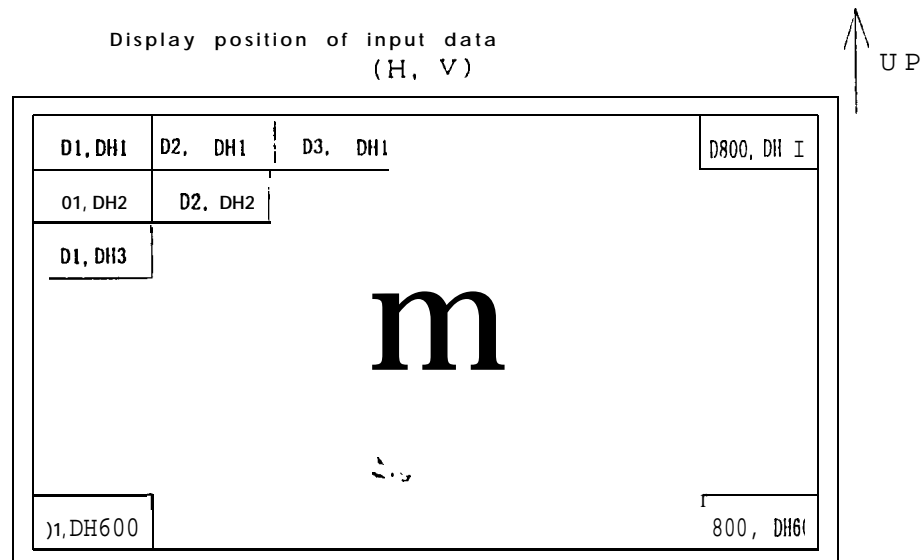 Display position of input data
(H, V)
UP
D1, DH1 D2, DH1 D3, DH1 D800, DH I
01, DH2 D2, DH2
D1, DH3
m
)1, DH600 800, DH6(